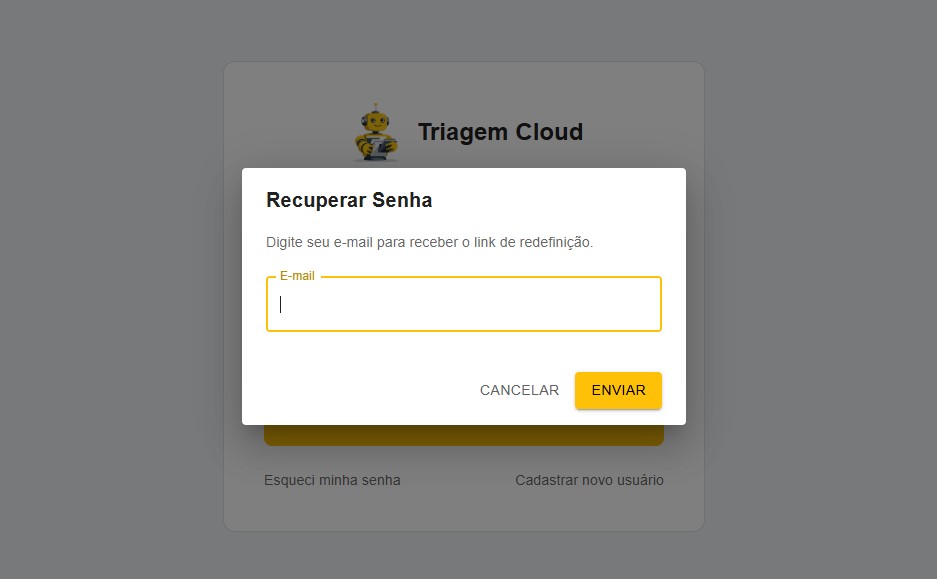 Triagem Cloud
Recuperar Senha
Digite seu e-mail para receber o link de redefinição.
E-mail
CANCELAR ENVIAR
Esqueci minha senha Cadastrar novo usuário